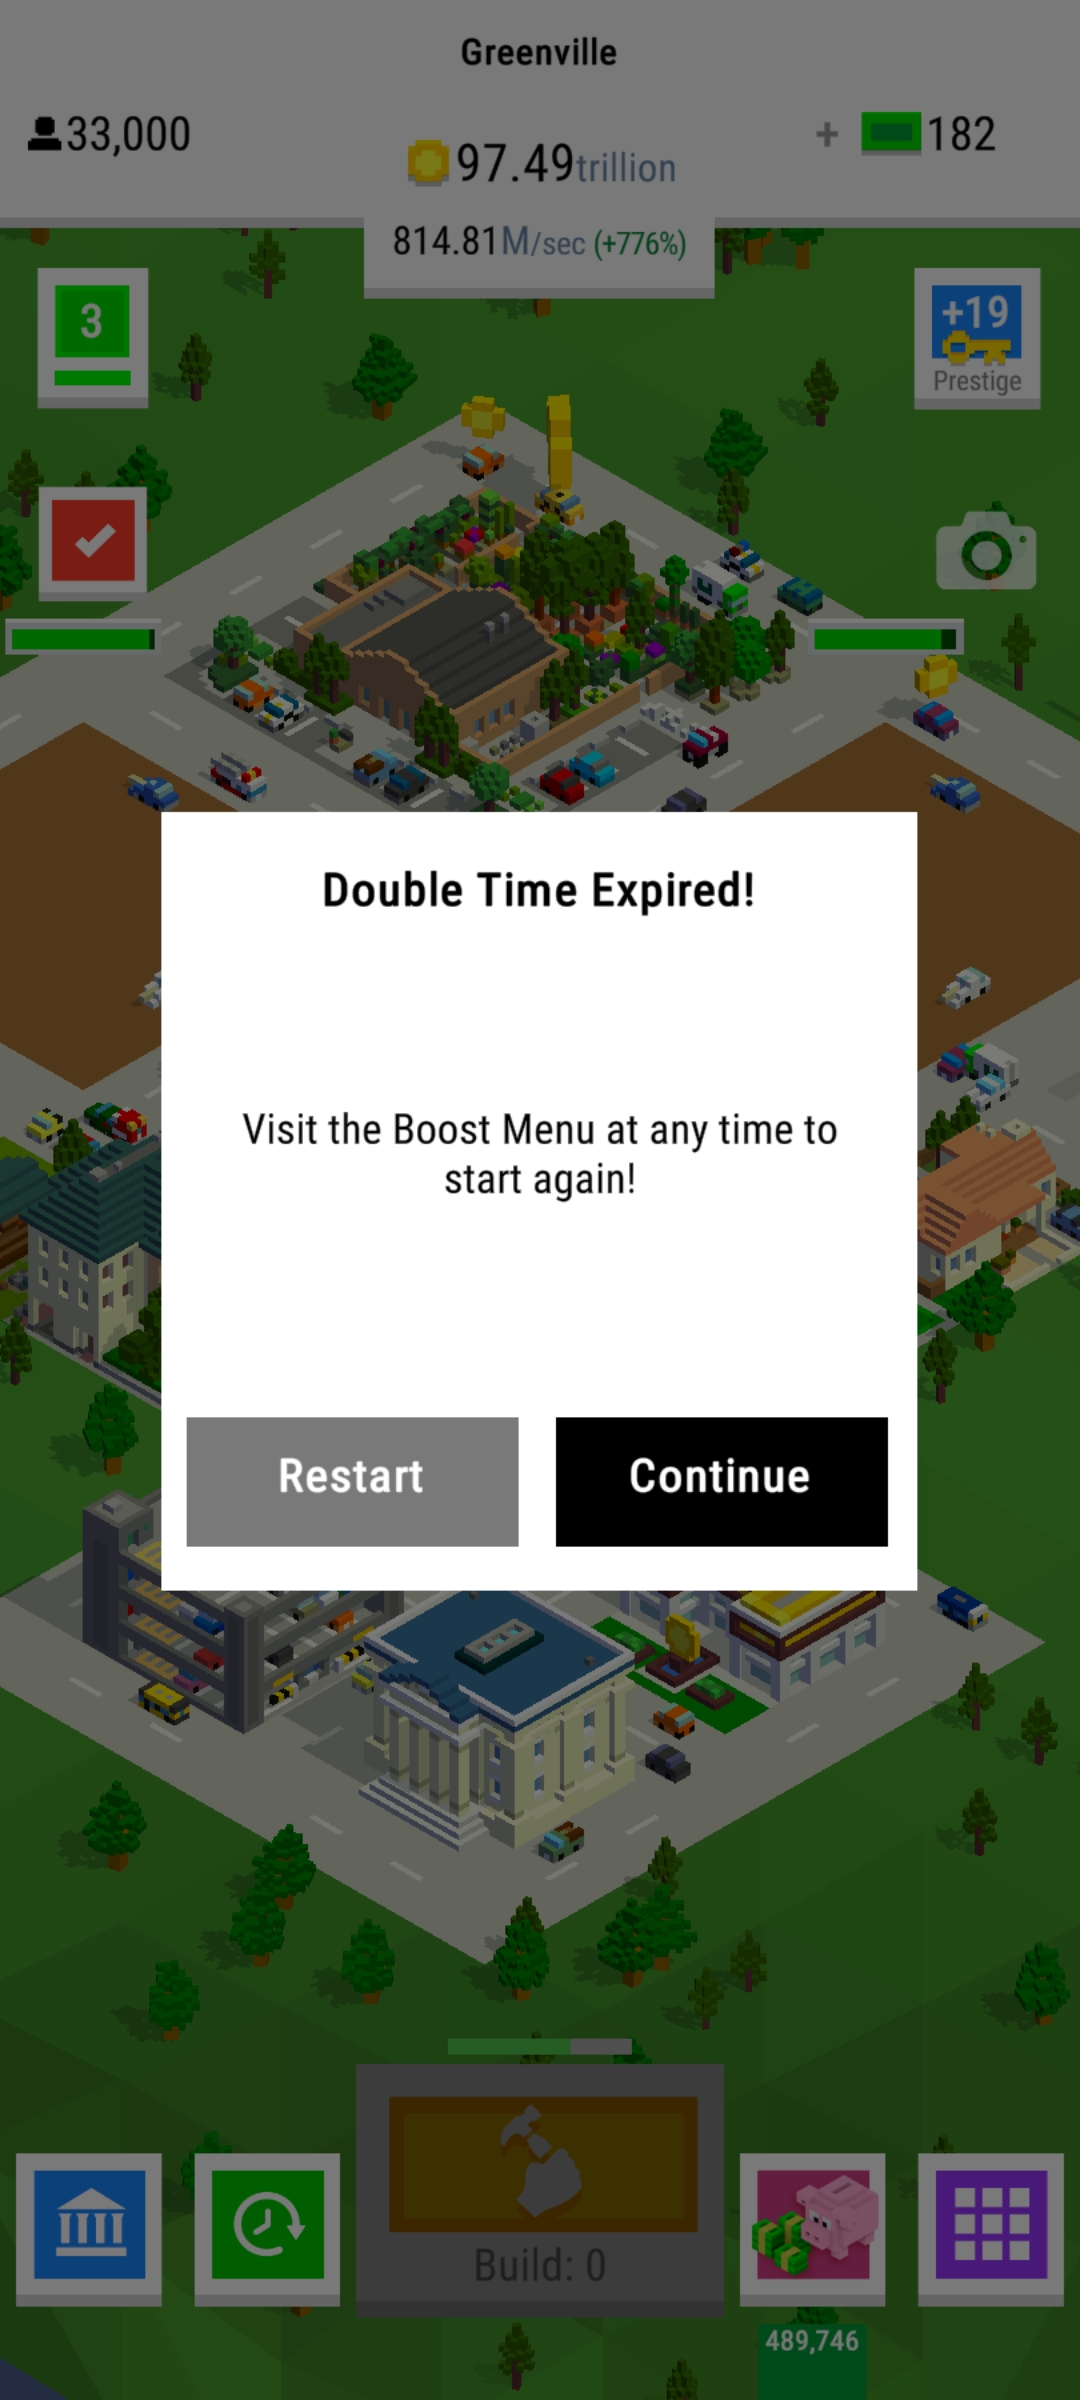 Greenville
33,000
97.49trillion
+ 182
814.81M/sec (+776%)
3
+19
Prestige
Double Time Expired!
Visit the Boost Menu at any time to
start again!
Restart
Continue
Build: 0
489,746